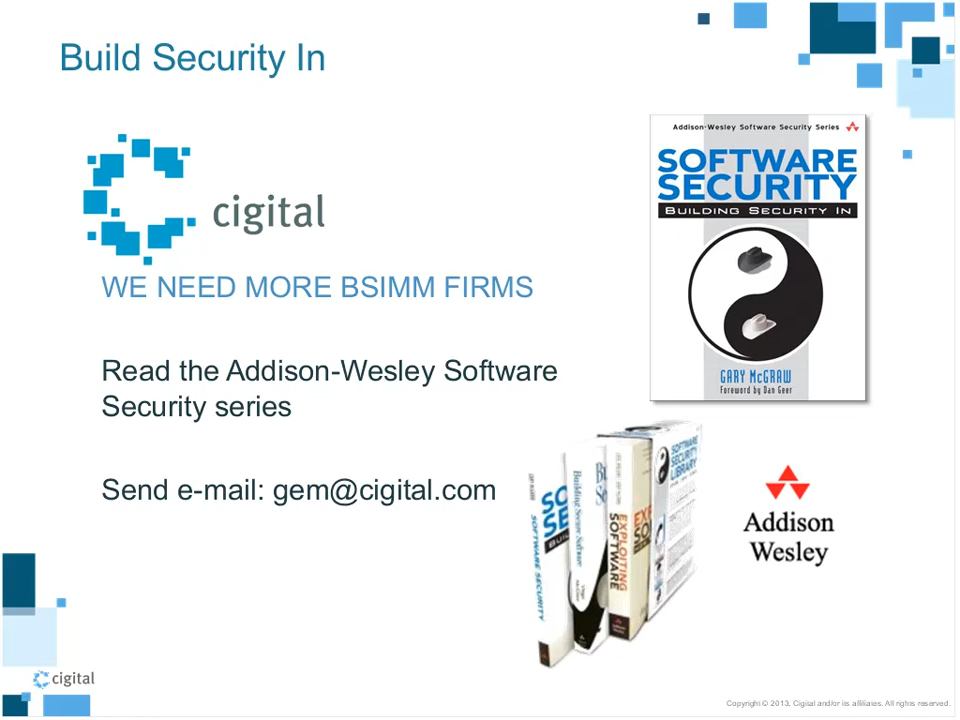 Build Security In
cigital
WE NEED MORE BSIMM FIRMS
Read the Addison-Wesley Software
Security series
Send e-mail: gem@cigital.com
Addison-Wesley Software Security Series
SOFTWARE
SECURITY
BUILDING SECURITY IN
GARY McGRAW
Foreword by Dan Geer
SOFTWARE SECURITY
Building Secure Software
EXPLOITING
SOFTWARE
SOFTWARE
SECURITY
LIBRARY
Addison
Wesley
cigital
Copyright © 2013, Cigital and/or its affiliates. All rights reserved.